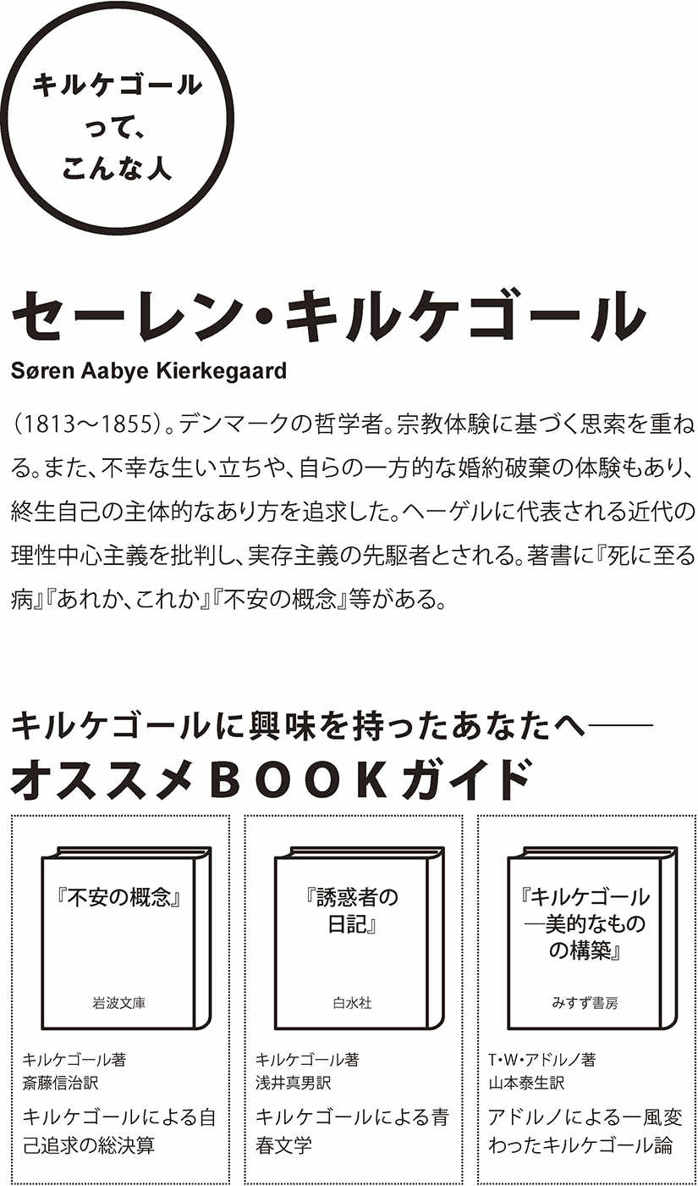 キルケゴール
って、
こんな人
セーレン・キルケゴール
Søren Aabye Kierkegaard
（1813〜1855）。デンマークの哲学者。宗教体験に基づく思索を重ね
る。また、不幸な生い立ちや、自らの一方的な婚約破棄の体験もあり、
終生自己の主体的なあり方を追求した。ヘーゲルに代表される近代の
理性中心主義を批判し、実存主義の先駆者とされる。著書に『死に至る
病』『あれか、これか』『不安の概念』等がある。
キルケゴールに興味を持ったあなたへ――
オススメBOOKガイド
『不安の概念』
岩波文庫
キルケゴール著
斎藤信治訳
キルケゴールによる自
己追求の総決算
『誘惑者の
日記』
白水社
キルケゴール著
浅井真男訳
キルケゴールによる青
春文学
『キルケゴール
─美的なもの
の構築』
みすず書房
T・W・アドルノ著
山本泰生訳
アドルノによる一風変
わったキルケゴール論